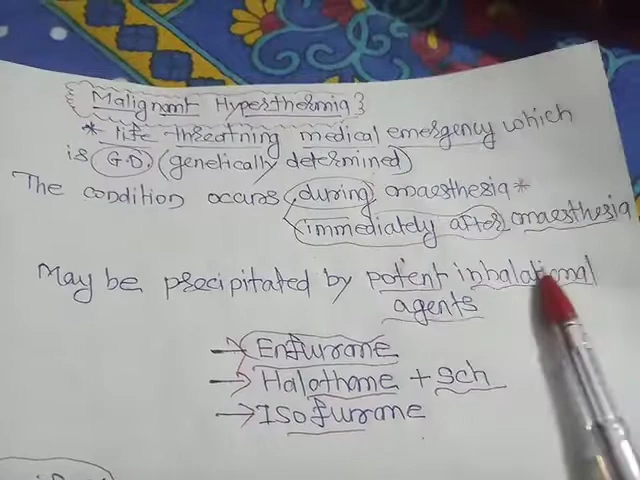 Malignant Hyperthermia
* life threatning medical emergency which
is G.D. (genetically determined)
The condition occurs during anaesthesia *
immediately after anaesthesia
May be precipitated by potent inhalational
agents
→ Enflurane
→ Halothane + Sch
→ Isoflurane